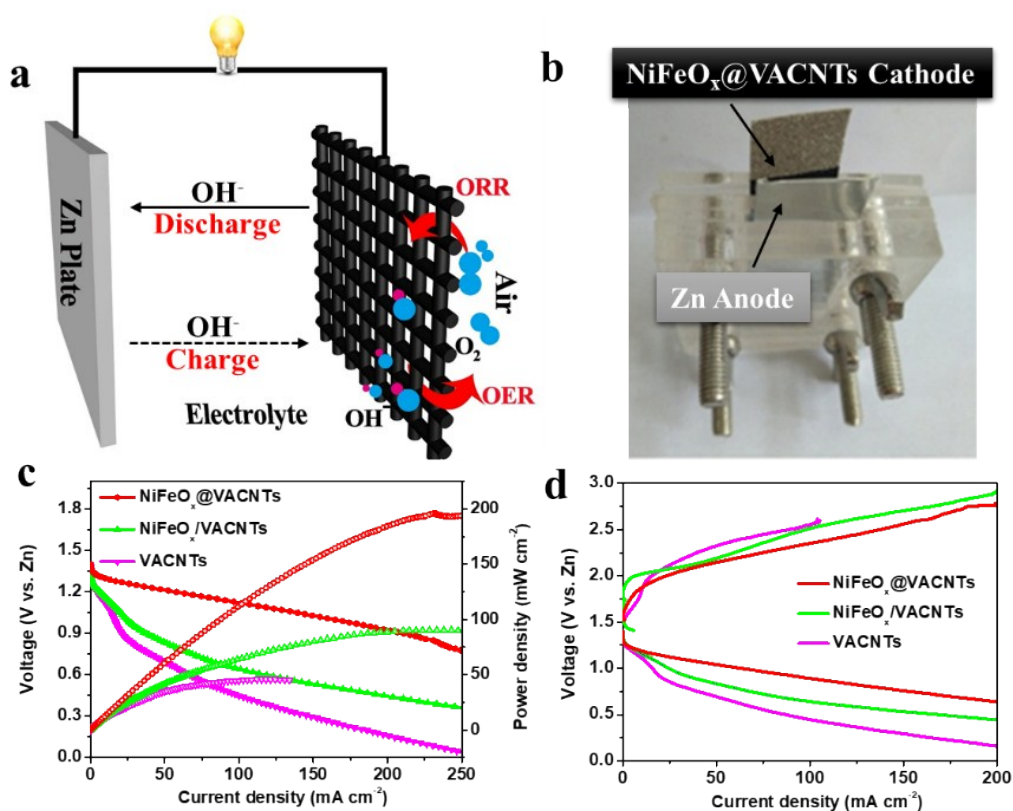 a
Zn Plate
OH-
Discharge
OH-
Charge
Electrolyte
ORR
Air
O2
OER
OH-
b
NiFeOx@VACNTs Cathode
Zn Anode
c
NiFeOx@VACNTs
NiFeOx/VACNTs
VACNTs
Voltage (V vs. Zn)
1.8
1.5
1.2
0.9
0.6
0.3
0.0
0 50 100 150 200 250
Current density (mA cm-2)
200
150
100
50
0
Power density (mW cm-2)
d
NiFeOx@VACNTs
NiFeOx/VACNTs
VACNTs
Voltage (V vs. Zn)
3.0
2.5
2.0
1.5
1.0
0.5
0.0
0 50 100 150 200
Current density (mA cm-2)